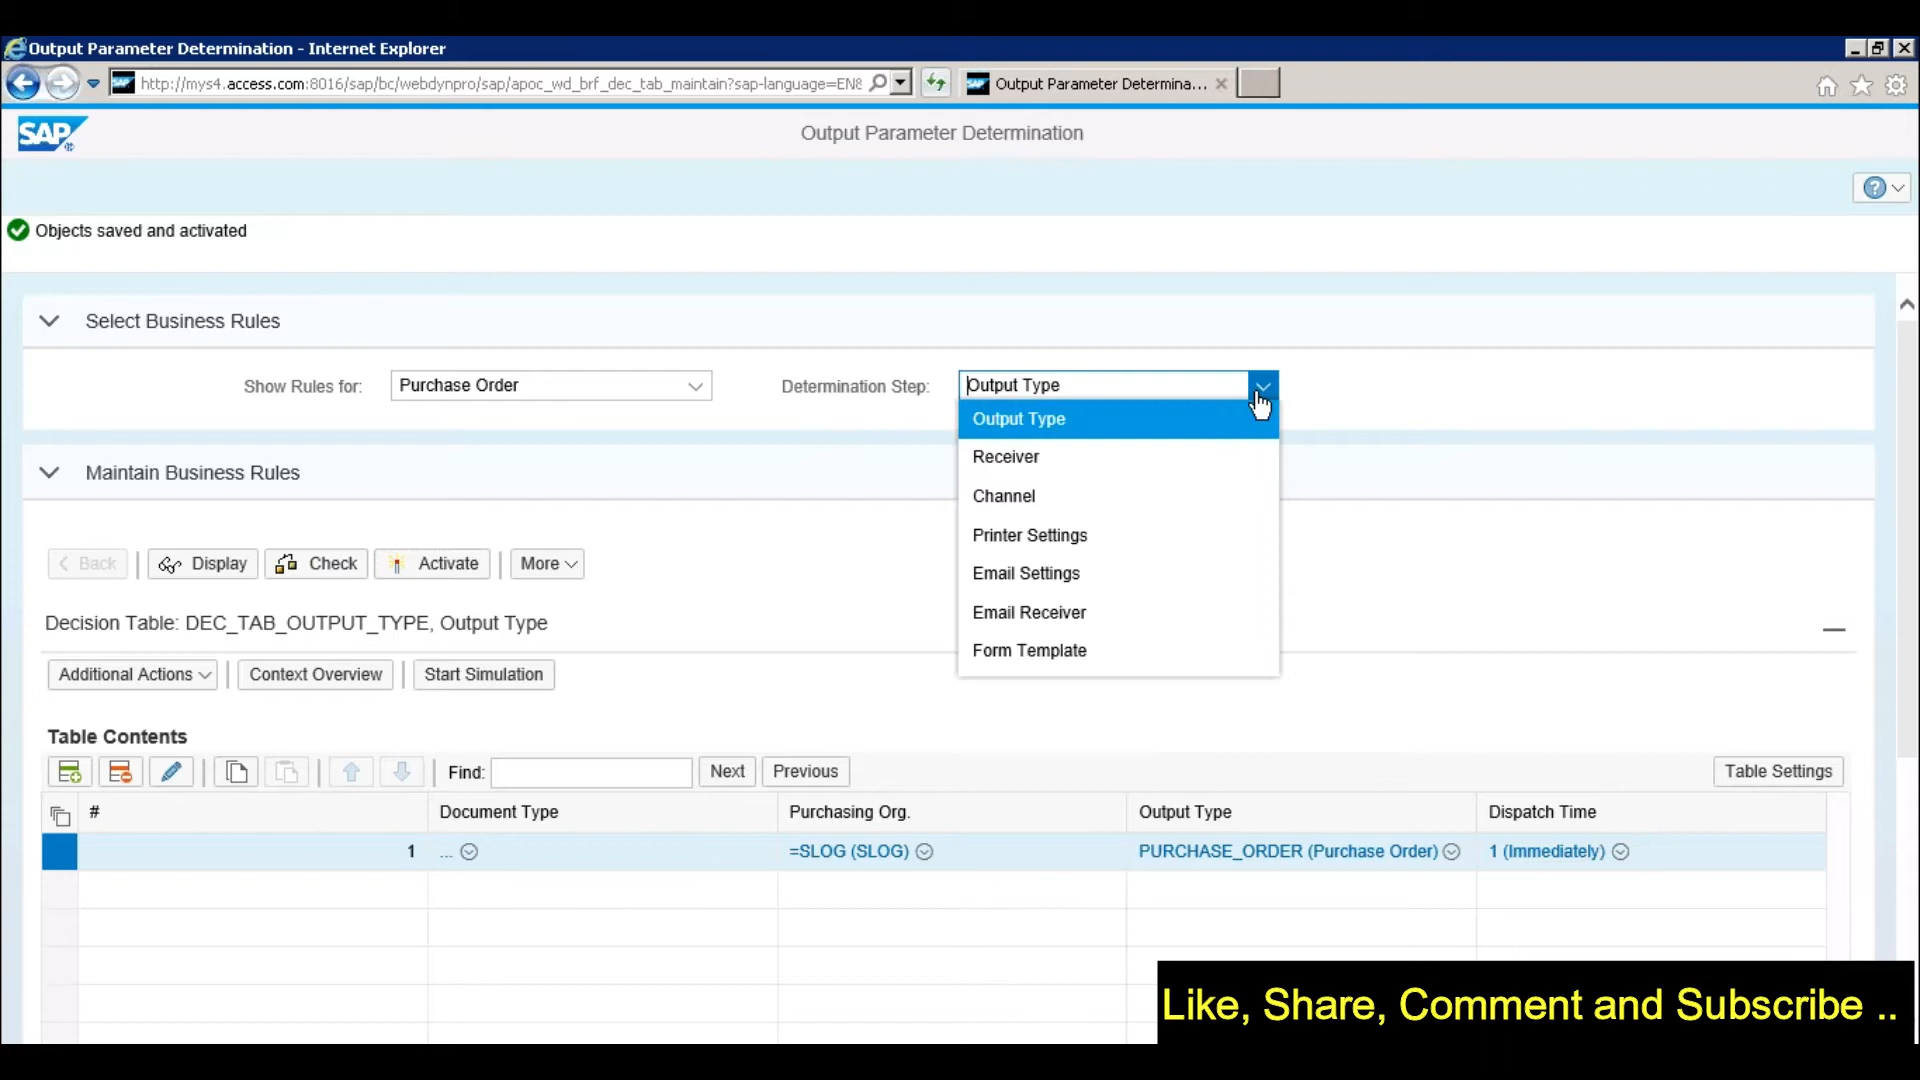 Output Parameter Determination - Internet Explorer
http://mys4.access.com:8016/sap/bc/webdynpro/sap/apoc_wd_brf_dec_tab_maintain?sap-language=EN&
Output Parameter Determina...
SAP
Output Parameter Determination
Objects saved and activated
Select Business Rules
Show Rules for: Purchase Order
Determination Step: Output Type
Output Type
Receiver
Channel
Printer Settings
Email Settings
Email Receiver
Form Template
Maintain Business Rules
Back Display Check Activate More
Decision Table: DEC_TAB_OUTPUT_TYPE, Output Type
Additional Actions Context Overview Start Simulation
Table Contents
Find: Next Previous Table Settings
# Document Type Purchasing Org. Output Type Dispatch Time
1 ... =SLOG (SLOG) PURCHASE_ORDER (Purchase Order) 1 (Immediately)
Like, Share, Comment and Subscribe ..